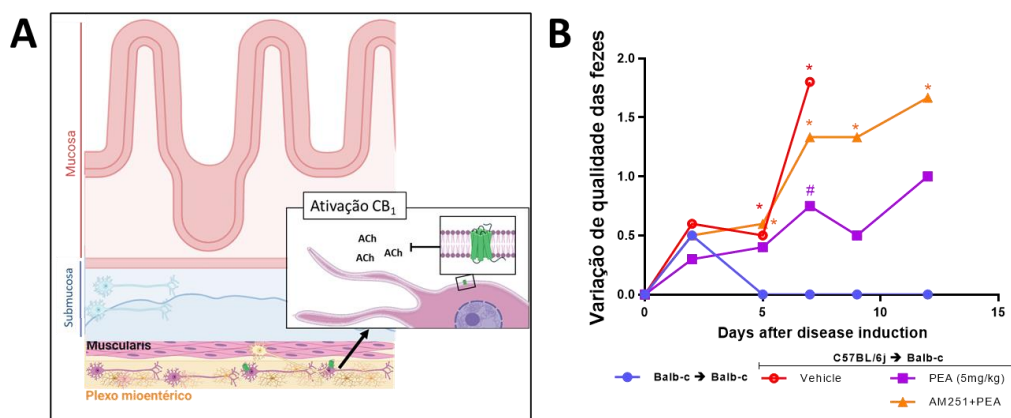 A
Mucosa
Submucosa
Ativação CB1
ACh
ACh
ACh
Muscularis
Plexo mioentérico
B
Variação de qualidade das fezes
2.0
1.5
1.0
0.5
0.0
*
*
*
*
*
*
#
0
5
10
15
Days after disease induction
C57BL/6j → Balb-c
Balb-c → Balb-c
Vehicle
PEA (5mg/kg)
AM251+PEA